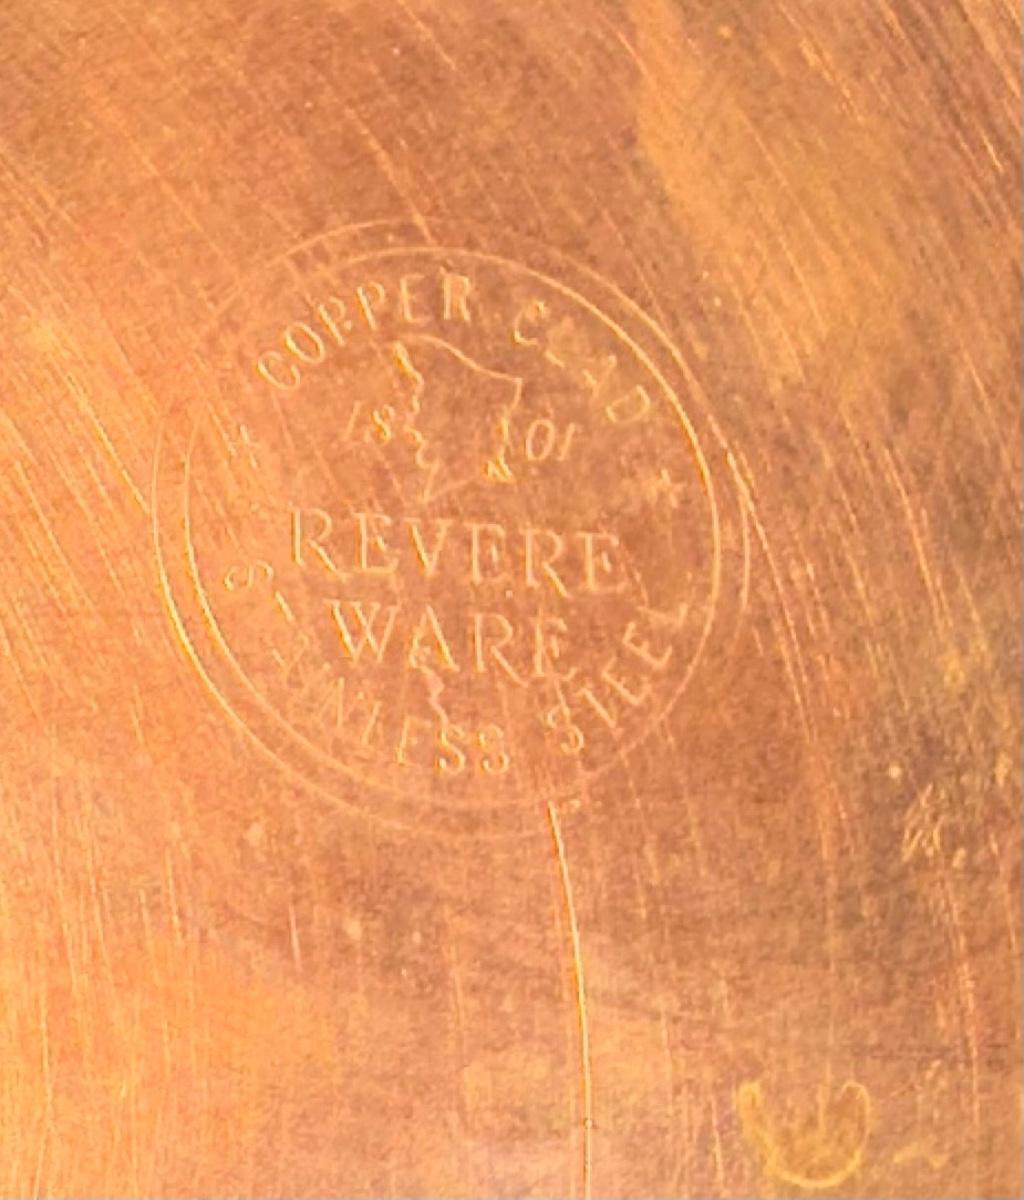 COPPER CLAD
1801
REVERE
WARE
STAINLESS STEEL